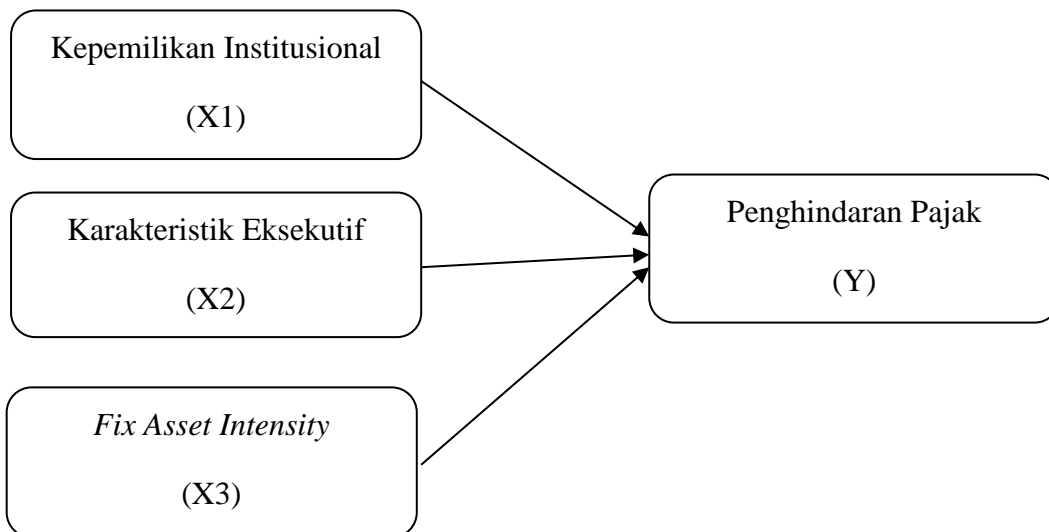 Kepemilikan Institusional
(X1)
Karakteristik Eksekutif
(X2)
Fix Asset Intensity
(X3)
Penghindaran Pajak
(Y)